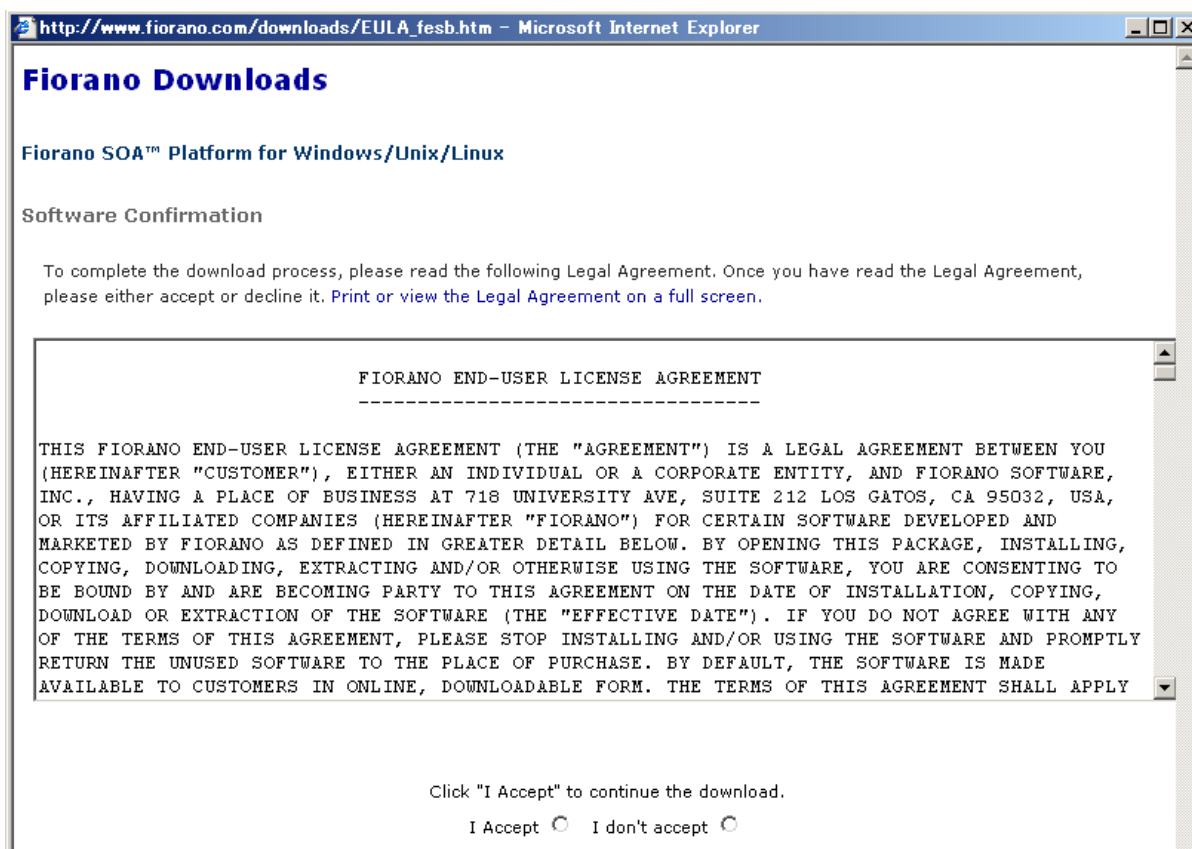 http://www.fiorano.com/downloads/EULA_fesb.htm - Microsoft Internet Explorer
Fiorano Downloads
Fiorano SOA™ Platform for Windows/Unix/Linux
Software Confirmation
To complete the download process, please read the following Legal Agreement. Once you have read the Legal Agreement,
please either accept or decline it. Print or view the Legal Agreement on a full screen.
FIORANO END-USER LICENSE AGREEMENT
----------------------------------
THIS FIORANO END-USER LICENSE AGREEMENT (THE "AGREEMENT") IS A LEGAL AGREEMENT BETWEEN YOU
(HEREINAFTER "CUSTOMER"), EITHER AN INDIVIDUAL OR A CORPORATE ENTITY, AND FIORANO SOFTWARE,
INC., HAVING A PLACE OF BUSINESS AT 718 UNIVERSITY AVE, SUITE 212 LOS GATOS, CA 95032, USA,
OR ITS AFFILIATED COMPANIES (HEREINAFTER "FIORANO") FOR CERTAIN SOFTWARE DEVELOPED AND
MARKETED BY FIORANO AS DEFINED IN GREATER DETAIL BELOW. BY OPENING THIS PACKAGE, INSTALLING,
COPYING, DOWNLOADING, EXTRACTING AND/OR OTHERWISE USING THE SOFTWARE, YOU ARE CONSENTING TO
BE BOUND BY AND ARE BECOMING PARTY TO THIS AGREEMENT ON THE DATE OF INSTALLATION, COPYING,
DOWNLOAD OR EXTRACTION OF THE SOFTWARE (THE "EFFECTIVE DATE"). IF YOU DO NOT AGREE WITH ANY
OF THE TERMS OF THIS AGREEMENT, PLEASE STOP INSTALLING AND/OR USING THE SOFTWARE AND PROMPTLY
RETURN THE UNUSED SOFTWARE TO THE PLACE OF PURCHASE. BY DEFAULT, THE SOFTWARE IS MADE
AVAILABLE TO CUSTOMERS IN ONLINE, DOWNLOADABLE FORM. THE TERMS OF THIS AGREEMENT SHALL APPLY
Click "I Accept" to continue the download.
I Accept I don't accept